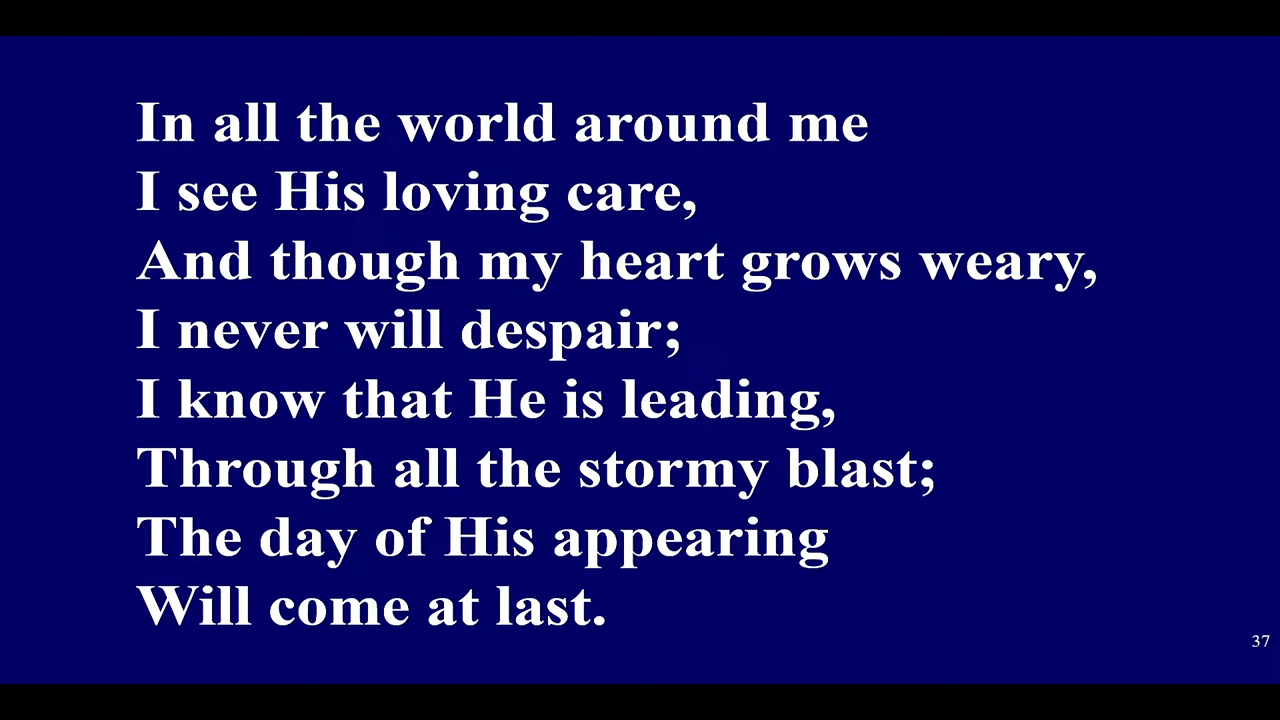 In all the world around me
I see His loving care,
And though my heart grows weary,
I never will despair;
I know that He is leading,
Through all the stormy blast;
The day of His appearing
Will come at last.
37